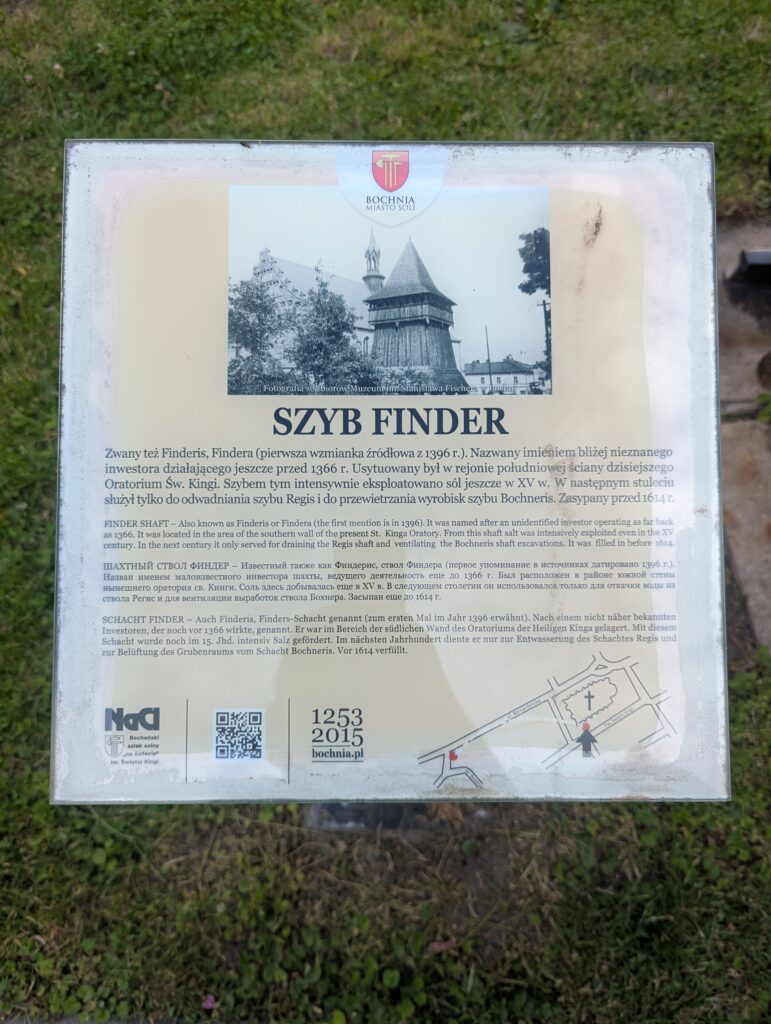 BOCHNIA
MIASTO SOLI
Fotografia ze zbiorów Muzeum im. Stanisława Fischera w Bochni
SZYB FINDER
Zwany też Finderis, Findera (pierwsza wzmianka źródłowa z 1396 r.). Nazwany imieniem bliżej nieznanego
inwestora działającego jeszcze przed 1366 r. Usytuowany był w rejonie południowej ściany dzisiejszego
Oratorium Św. Kingi. Szybem tym intensywnie eksploatowano sól jeszcze w XV w. W następnym stuleciu
służył tylko do odwadniania szybu Regis i do przewietrzania wyrobisk szybu Bochneris. Zasypany przed 1614 r.
FINDER SHAFT – Also known as Finderis or Findera (the first mention is in 1396). It was named after an unidentified investor operating as far back
as 1366. It was located in the area of the southern wall of the present St. Kinga Oratory. From this shaft salt was intensively exploited even in the XV
century. In the next century it only served for draining the Regis shaft and ventilating the Bochneris shaft excavations. It was filled in before 1614.
ШАХТНЫЙ СТВОЛ ФИНДЕР – Известный также как Финдерис, ствол Финдера (первое упоминание в источниках датировано 1396 г.).
Назван именем малоизвестного инвестора шахты, ведущего деятельность еще до 1366 г. Был расположен в районе южной стены
нынешнего оратория св. Кинги. Соль здесь добывалась еще в XV в. В следующем столетии он использовался только для откачки воды из
ствола Регис и для вентиляции выработок ствола Бохнера. Засыпан еще до 1614 г.
SCHACHT FINDER – Auch Finderis, Finders-Schacht genannt (zum ersten Mal im Jahr 1396 erwähnt). Nach einem nicht näher bekannten
Investoren, der noch vor 1366 wirkte, genannt. Er war im Bereich der südlichen Wand des Oratoriums der Heiligen Kinga gelagert. Mit diesem
Schacht wurde noch im 15. Jhd. intensiv Salz gefördert. Im nächsten Jahrhundert diente er nur zur Entwasserung des Schachtes Regis und
zur Belüftung des Grubenraums vom Schacht Bochneris. Vor 1614 verfüllt.
NaCl
Bocheński
szlak solny
„na świecie”
im. Świętej Kingi
1253
2015
bochnia.pl